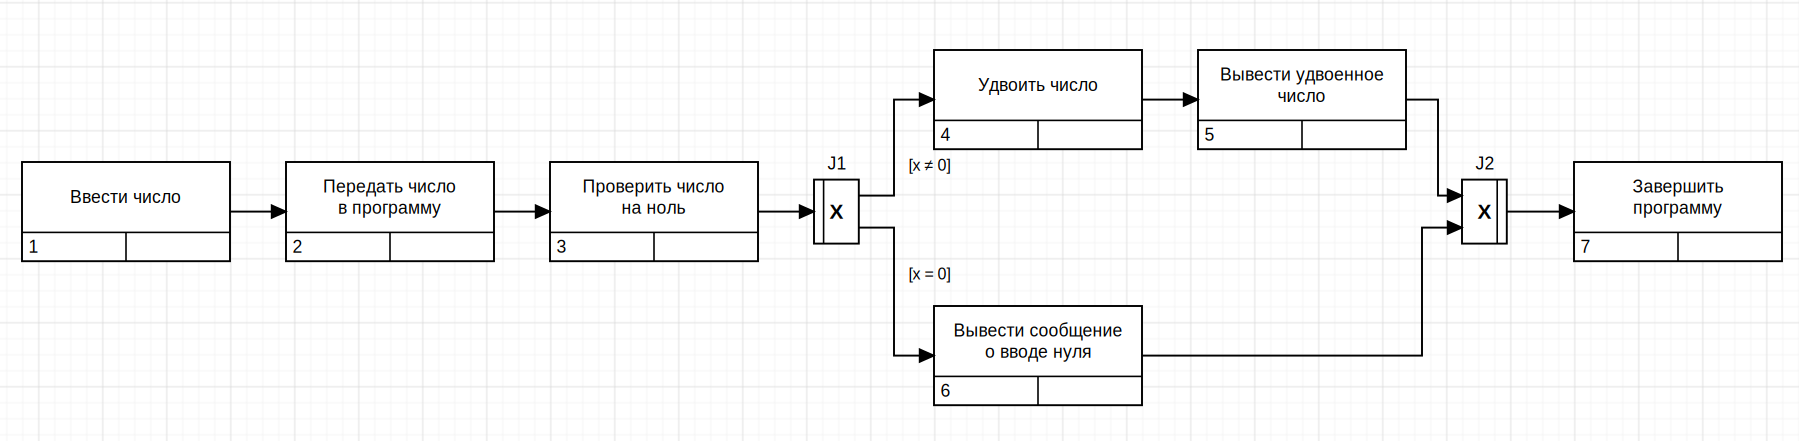 Ввести число
1
Передать число
в программу
2
Проверить число
на ноль
3
J1
X
[x ≠ 0]
[x = 0]
Удвоить число
4
Вывести удвоенное
число
5
Вывести сообщение
о вводе нуля
6
J2
X
Завершить
программу
7